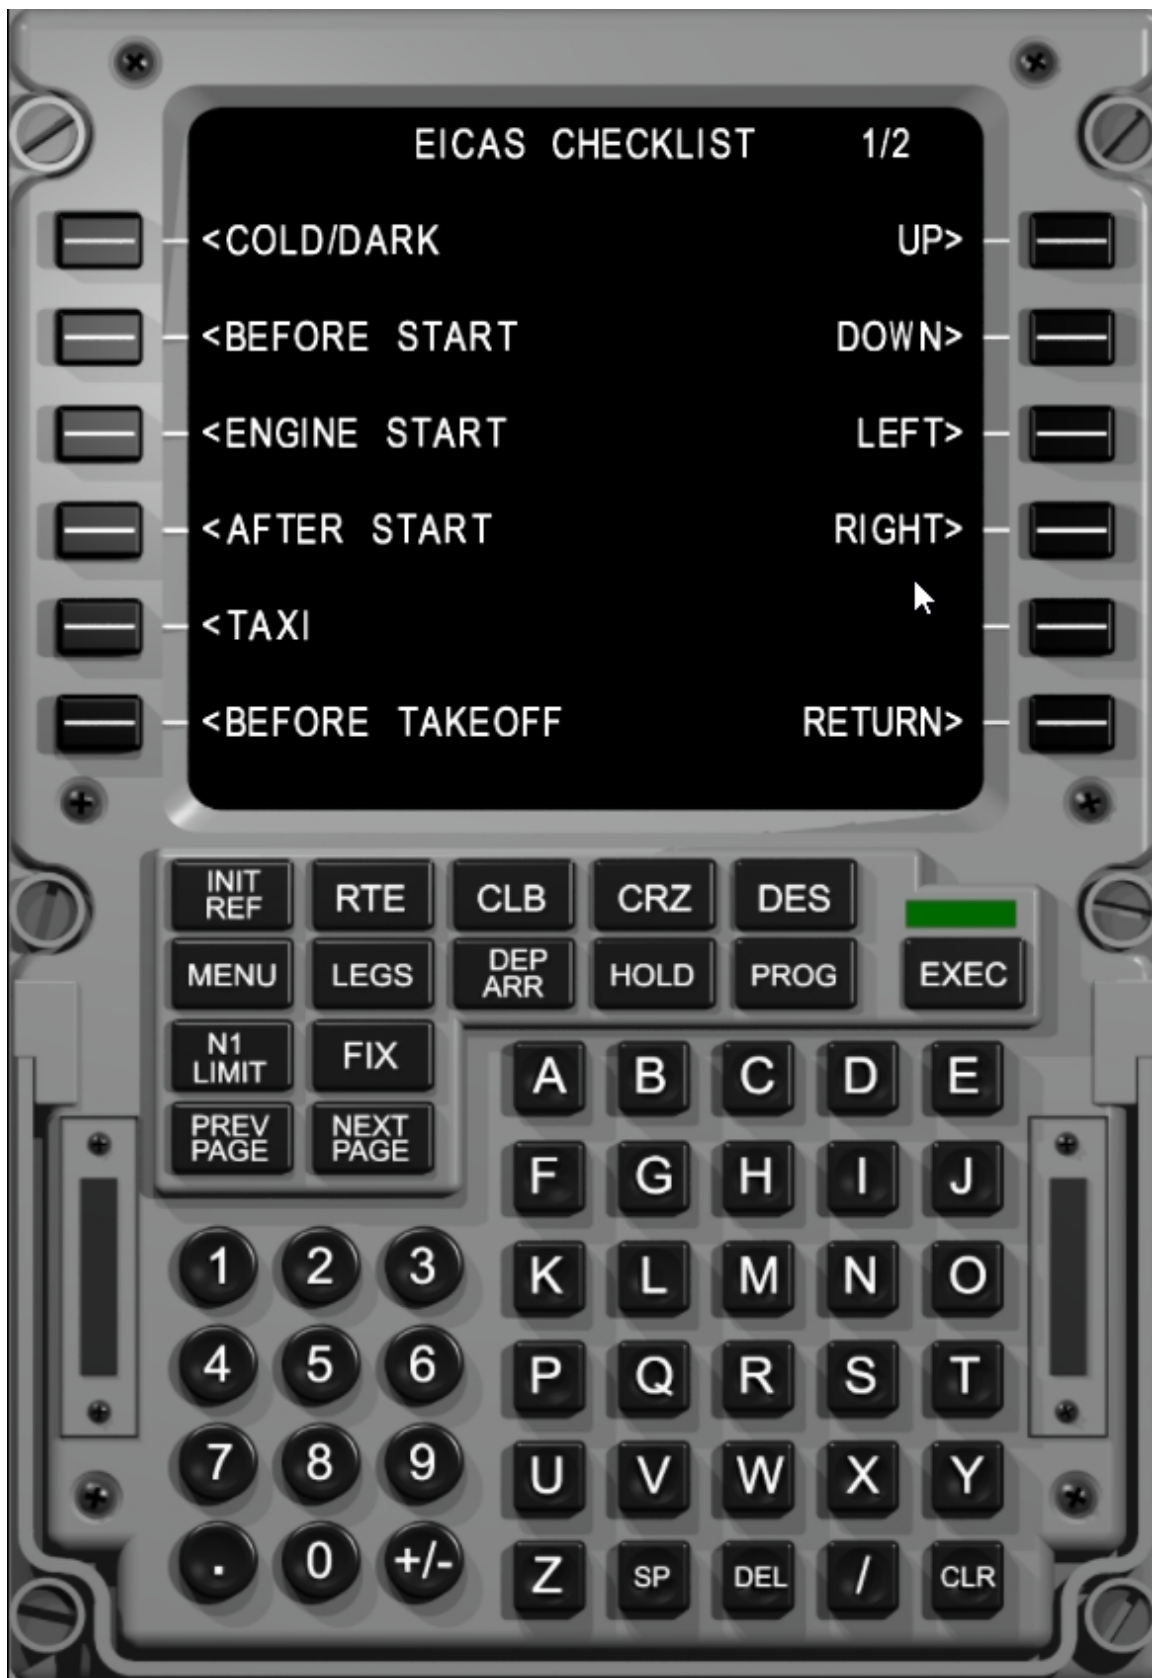 EICAS CHECKLIST 1/2
<COLD/DARK UP>
<BEFORE START DOWN>
<ENGINE START LEFT>
<AFTER START RIGHT>
<TAXI
<BEFORE TAKEOFF RETURN>
INIT REF RTE CLB CRZ DES
MENU LEGS DEP ARR HOLD PROG EXEC
N1 LIMIT FIX
A B C D E
PREV PAGE NEXT PAGE
F G H I J
1 2 3
K L M N O
4 5 6
P Q R S T
7 8 9
U V W X Y
. 0 +/-
Z SP DEL / CLR